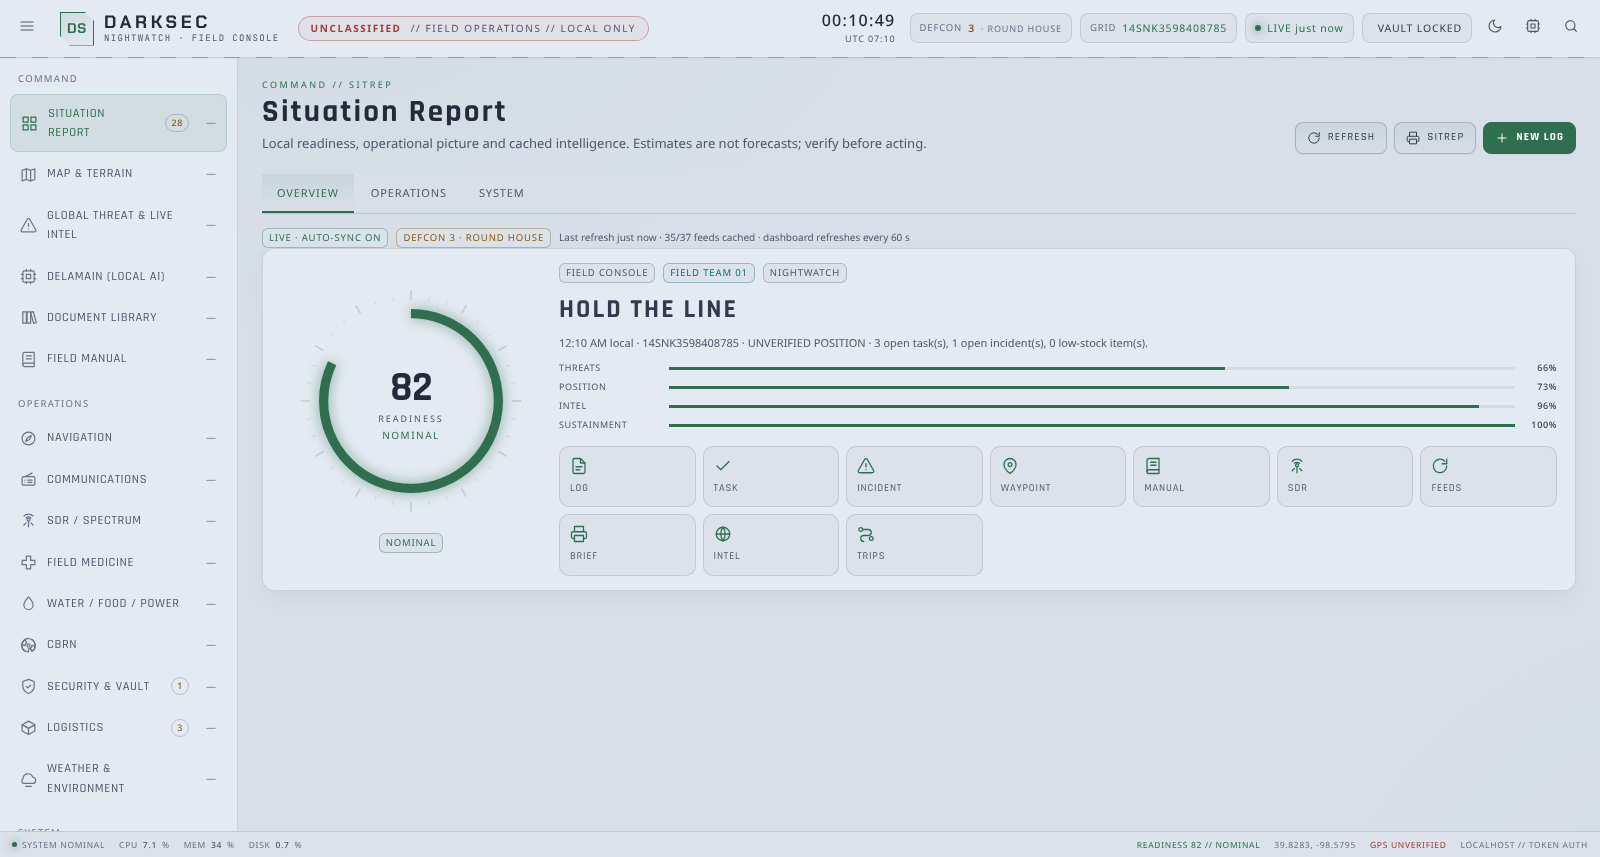 DS
DARKSEC
NIGHTWATCH · FIELD CONSOLE
UNCLASSIFIED // FIELD OPERATIONS // LOCAL ONLY
00:10:49
UTC 07:10
DEFCON 3 · ROUND HOUSE
GRID 14SNK3598408785
LIVE just now
VAULT LOCKED
COMMAND
SITUATION
REPORT
28
MAP & TERRAIN
GLOBAL THREAT & LIVE
INTEL
DELAMAIN (LOCAL AI)
DOCUMENT LIBRARY
FIELD MANUAL
OPERATIONS
NAVIGATION
COMMUNICATIONS
SDR / SPECTRUM
FIELD MEDICINE
WATER / FOOD / POWER
CBRN
SECURITY & VAULT 1
LOGISTICS 3
WEATHER &
ENVIRONMENT
SYSTEM
COMMAND // SITREP
Situation Report
Local readiness, operational picture and cached intelligence. Estimates are not forecasts; verify before acting.
REFRESH
SITREP
NEW LOG
OVERVIEW
OPERATIONS
SYSTEM
LIVE · AUTO-SYNC ON
DEFCON 3 · ROUND HOUSE
Last refresh just now · 35/37 feeds cached · dashboard refreshes every 60 s
82
READINESS
NOMINAL
NOMINAL
FIELD CONSOLE
FIELD TEAM 01
NIGHTWATCH
HOLD THE LINE
12:10 AM local · 14SNK3598408785 · UNVERIFIED POSITION · 3 open task(s), 1 open incident(s), 0 low-stock item(s).
THREATS 66%
POSITION 73%
INTEL 96%
SUSTAINMENT 100%
LOG
TASK
INCIDENT
WAYPOINT
MANUAL
SDR
FEEDS
BRIEF
INTEL
TRIPS
SYSTEM NOMINAL CPU 7.1 % MEM 34 % DISK 0.7 %
READINESS 82 // NOMINAL 39.8283, -98.5795 GPS UNVERIFIED LOCALHOST // TOKEN AUTH